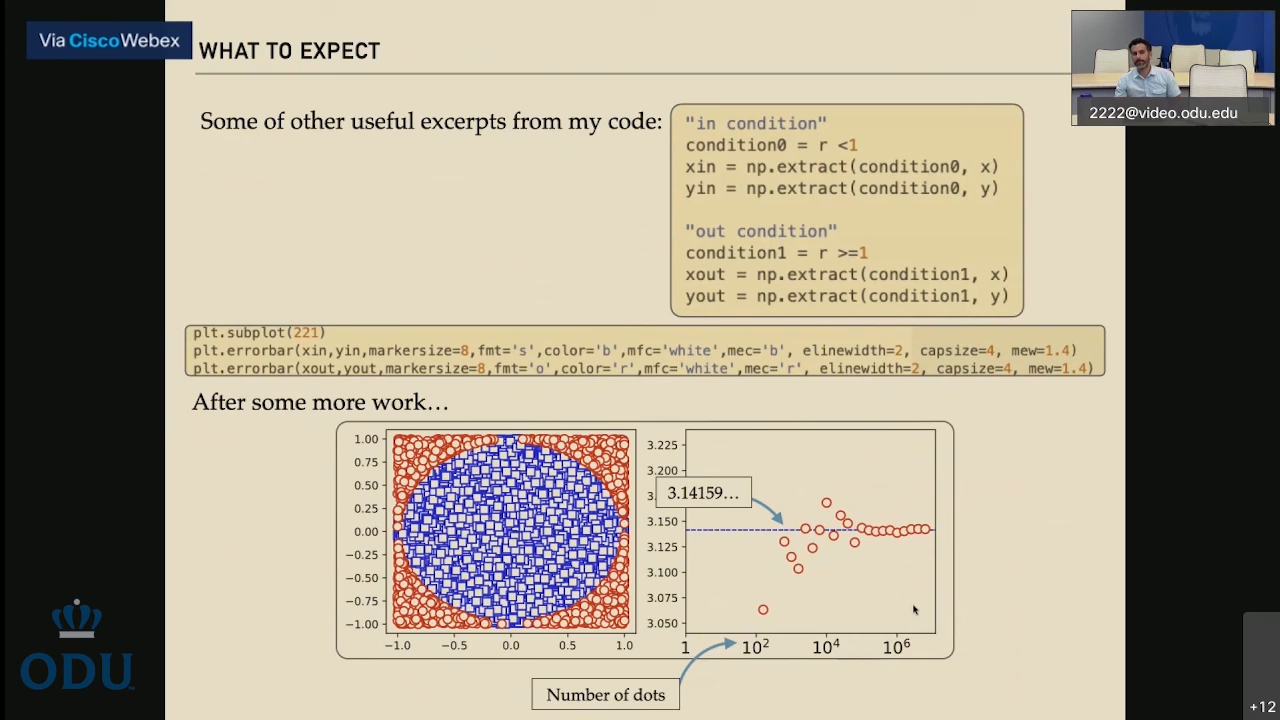 Via CiscoWebex
WHAT TO EXPECT
2222@video.odu.edu
Some of other useful excerpts from my code:
"in condition"
condition0 = r <1
xin = np.extract(condition0, x)
yin = np.extract(condition0, y)
"out condition"
condition1 = r >=1
xout = np.extract(condition1, x)
yout = np.extract(condition1, y)
plt.subplot(221)
plt.errorbar(xin,yin,markersize=8,fmt='s',color='b',mfc='white',mec='b', elinewidth=2, capsize=4, mew=1.4)
plt.errorbar(xout,yout,markersize=8,fmt='o',color='r',mfc='white',mec='r', elinewidth=2, capsize=4, mew=1.4)
After some more work…
1.00
0.75
0.50
0.25
0.00
−0.25
−0.50
−0.75
−1.00
−1.0 −0.5 0.0 0.5 1.0
3.225
3.200
3.14159…
3.150
3.125
3.100
3.075
3.050
1 10² 10⁴ 10⁶
Number of dots
ODU
+12